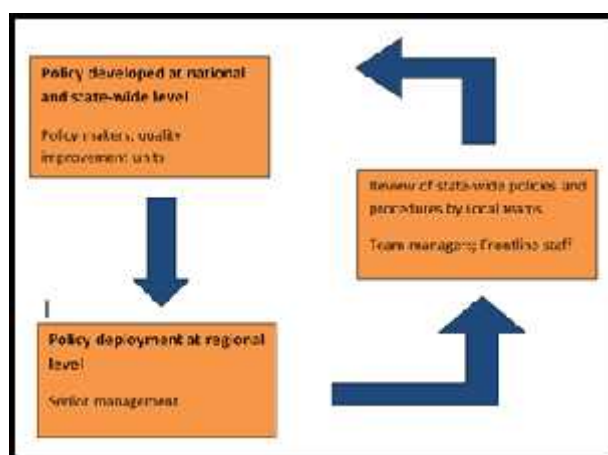 Policy developed at national
and state-wide level
Policy makers, quality
improvement units
Review of state-wide policies and
procedures by local teams
Team managers; Frontline staff
Policy deployment at regional
level
Senior management